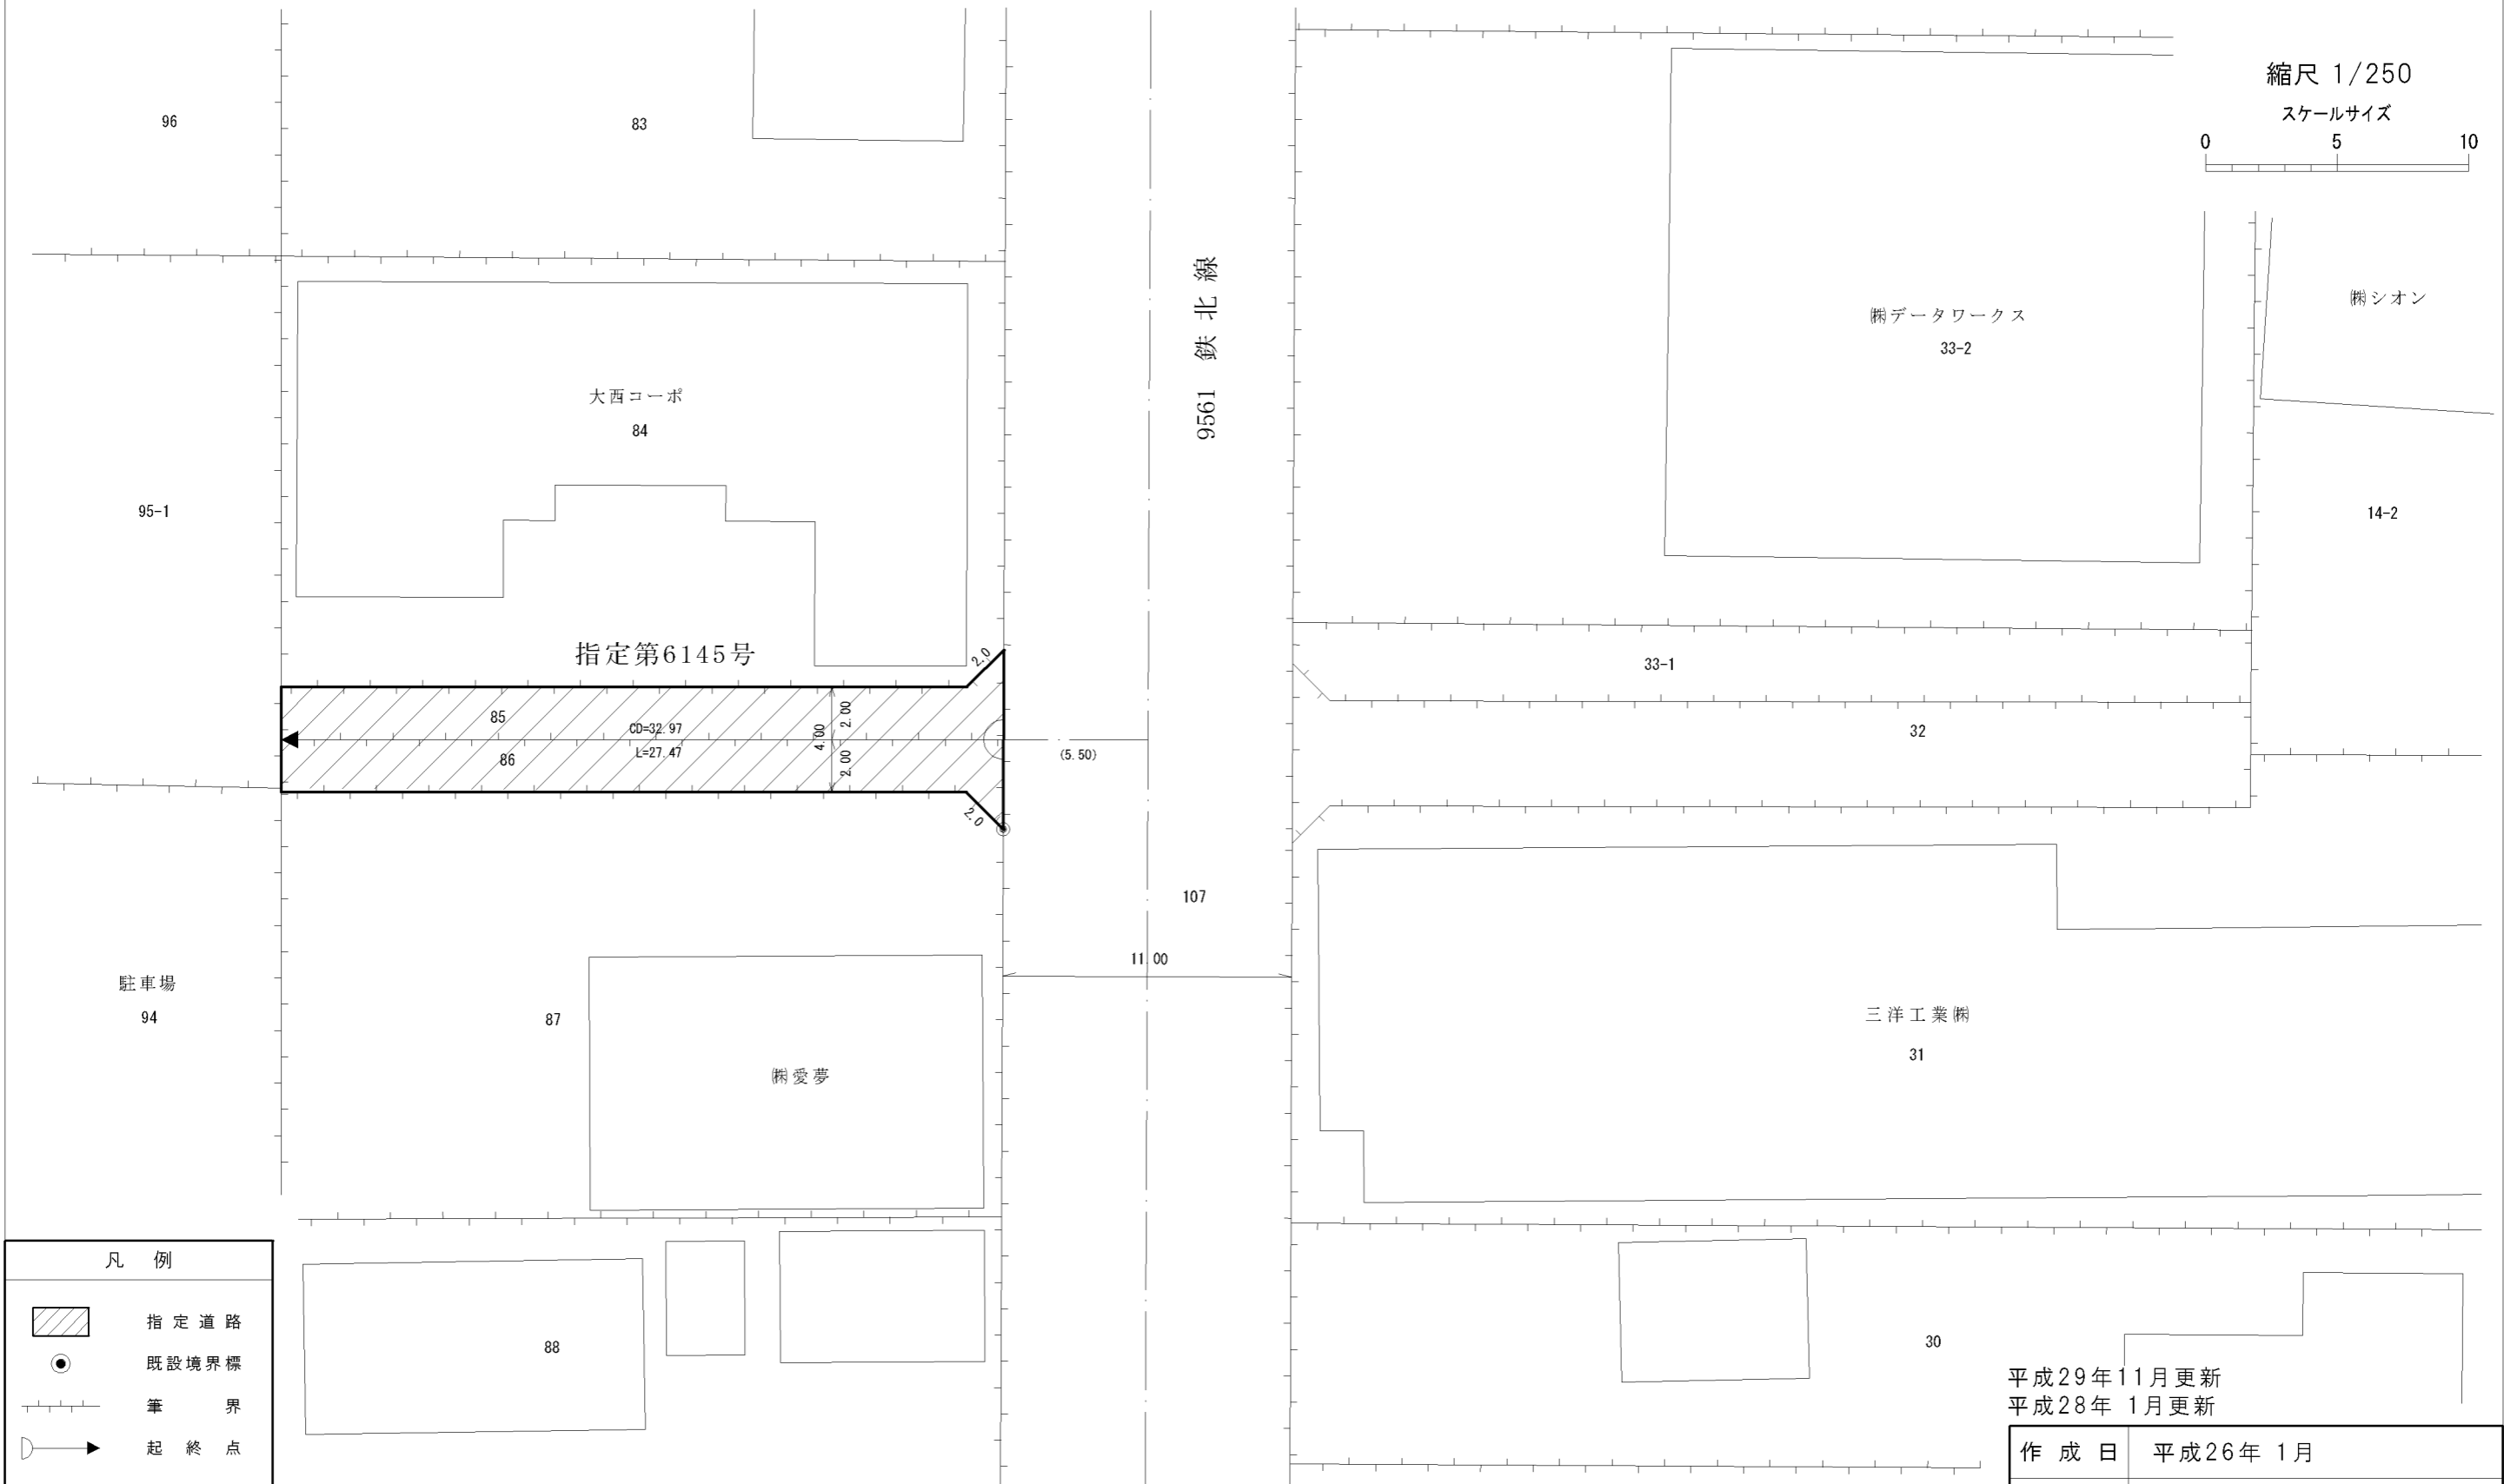 縮尺 1/250
スケールサイズ
0 5 10
96
83
9561 鉄北線
㈱データワークス
33-2
㈱シオン
大西コーポ
84
95-1
14-2
指定第6145号
2.0
33-1
85
CD=32.97
4.00
2.00
86
L=27.47
2.00
(5.50)
32
2.0
107
11.00
駐車場
94
87
㈱愛夢
三洋工業㈱
31
88
30
凡例
指定道路
既設境界標
筆界
起終点
平成29年11月更新
平成28年 1月更新
作成日 平成26年 1月